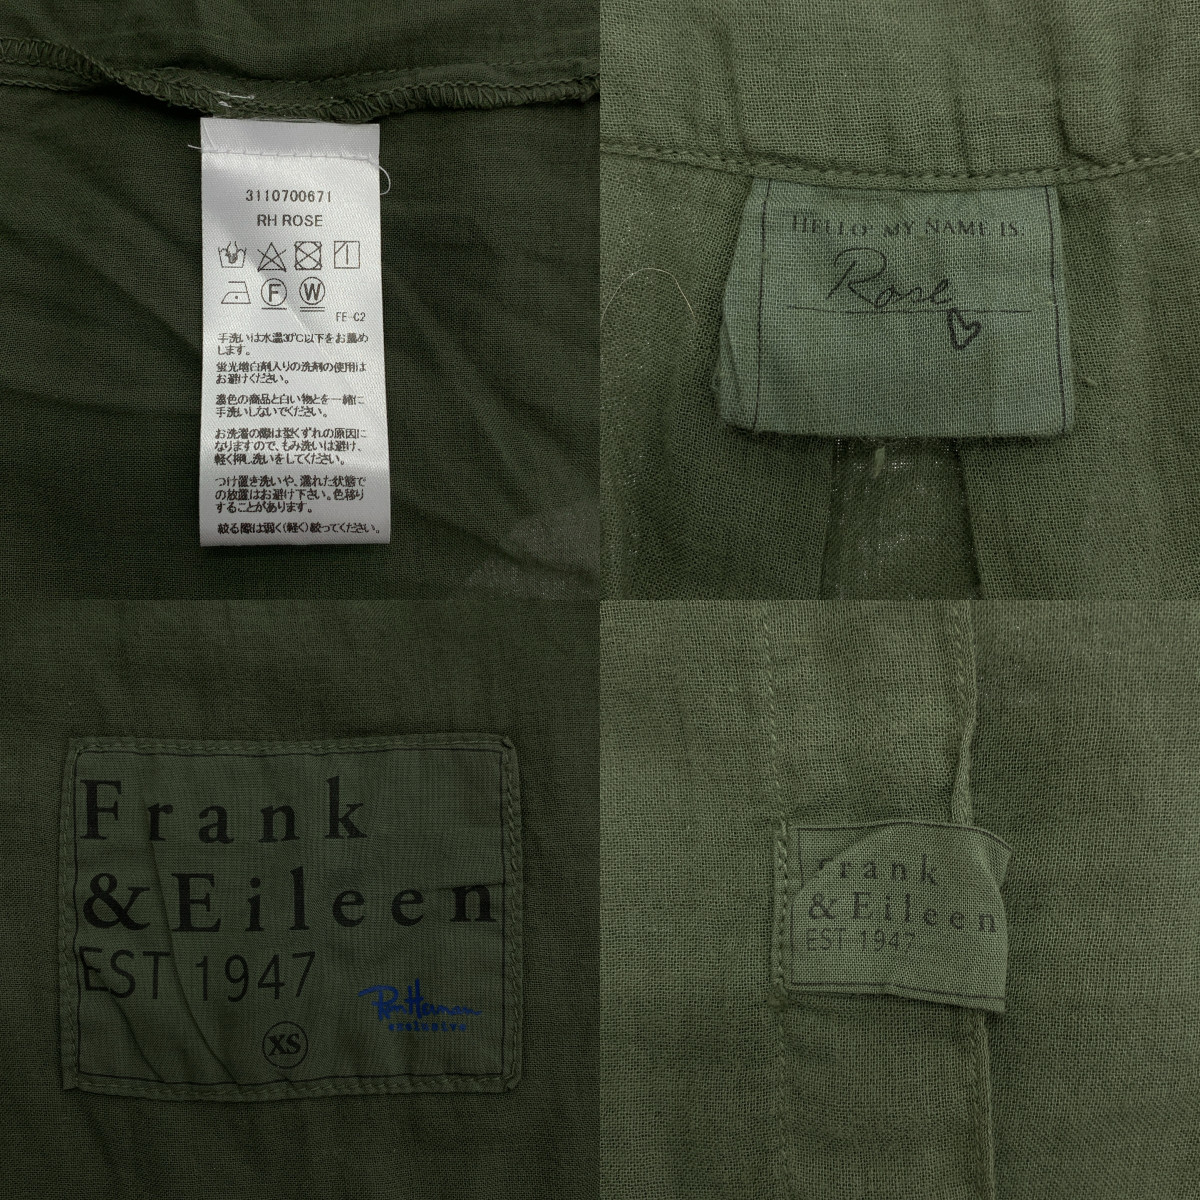 3110700671
RH ROSE
F
W
FE-C2
手洗いは水温30℃以下をお薦め
します。
蛍光増白剤入りの洗剤の使用は
お避けください。
濃色の商品と白い物とを一緒に
手洗いしないでください。
お洗濯の際は型くずれの原因に
なりますので、もみ洗いは避け、
軽く押し洗いをしてください。
つけ置き洗いや、濡れた状態で
の放置はお避け下さい。色移り
することがあります。
絞る際は弱く(軽く)絞ってください。
HELLO MY NAME IS:
Rose
Frank
&Eileen
EST 1947
Ron Herman
exclusive
XS
Frank
&Eileen
EST 1947